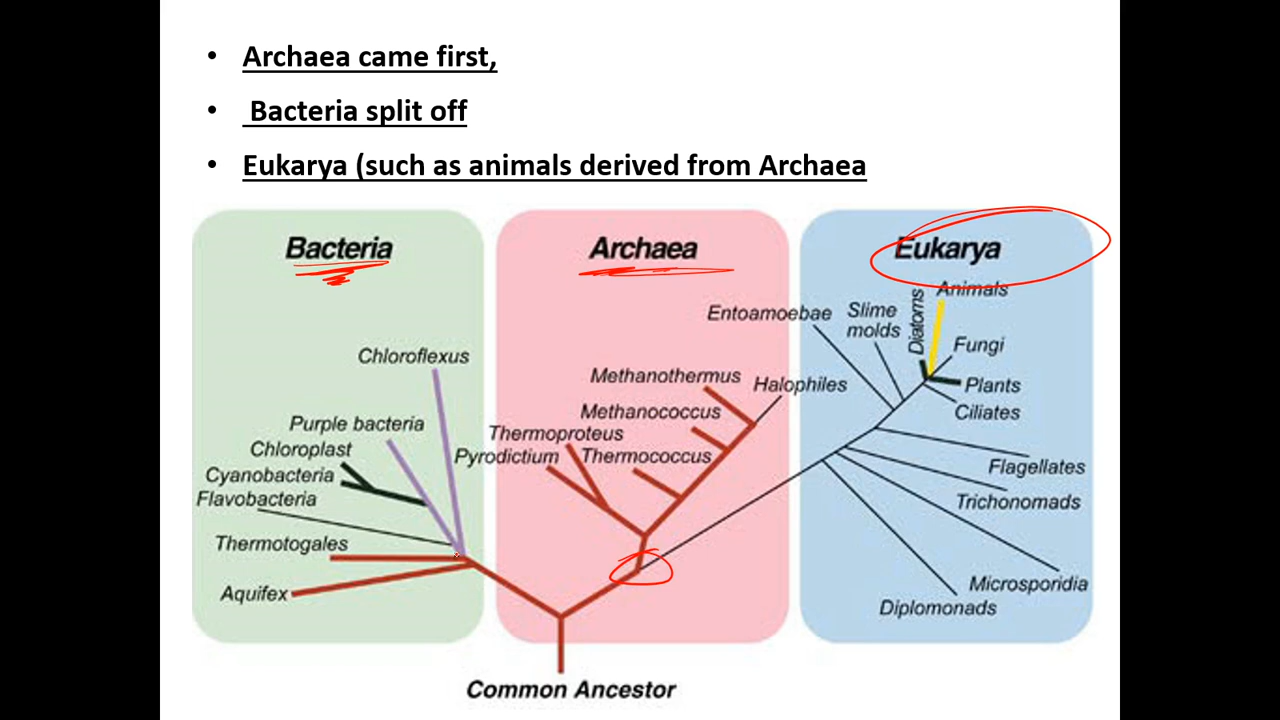 • Archaea came first,
• Bacteria split off
• Eukarya (such as animals derived from Archaea
Bacteria
Archaea
Eukarya
Chloroflexus
Purple bacteria
Chloroplast
Cyanobacteria
Flavobacteria
Thermotogales
Aquifex
Methanothermus
Methanococcus
Thermoproteus
Pyrodictium
Thermococcus
Halophiles
Entoamoebae
Slime
molds
Diatoms
Animals
Fungi
Plants
Ciliates
Flagellates
Trichonomads
Microsporidia
Diplomonads
Common Ancestor